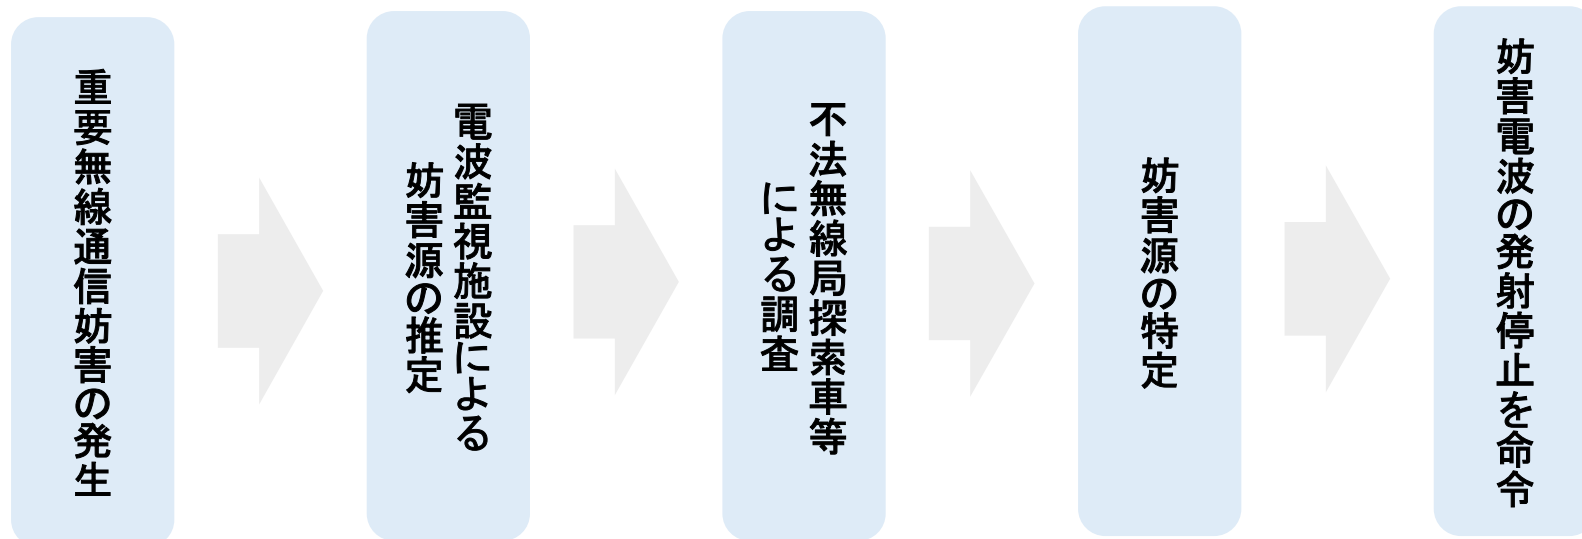 重要無線通信妨害の発生
電波監視施設による
妨害源の推定
不法無線局探索車等
による調査
妨害源の特定
妨害電波の発射停止を命令